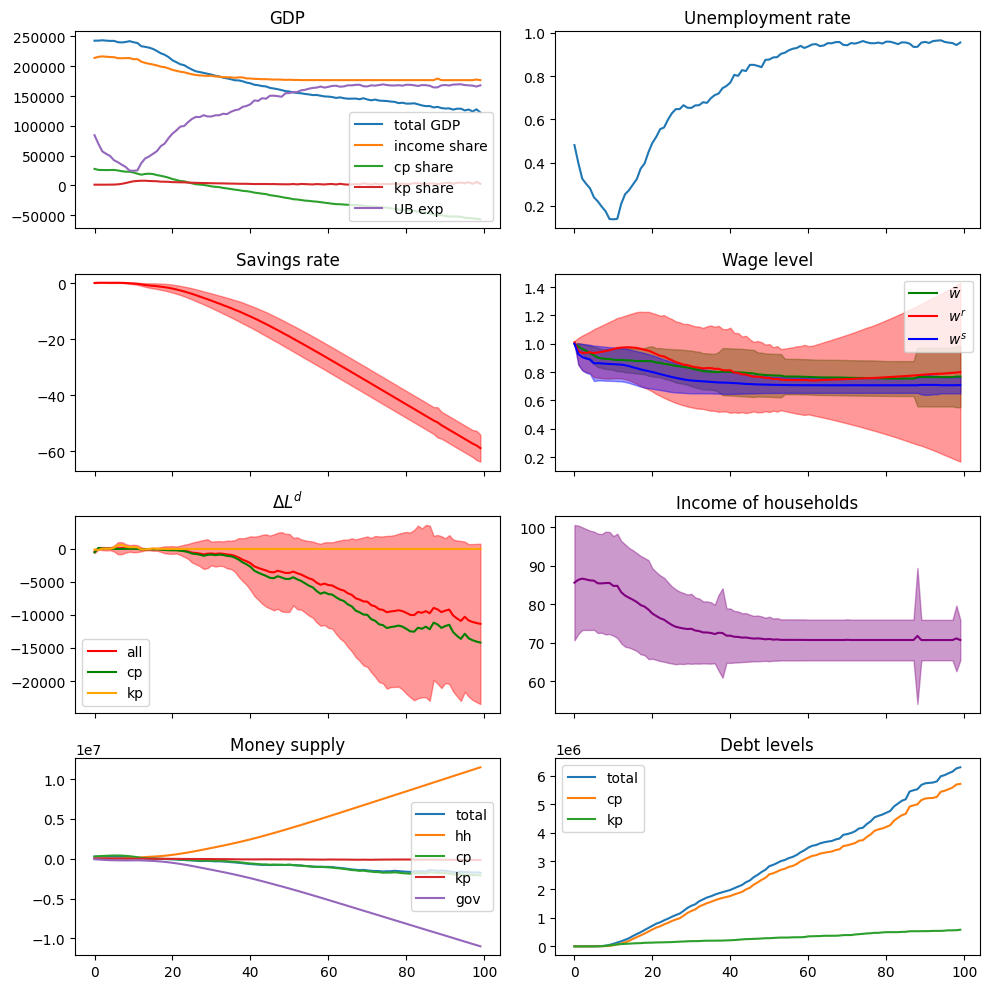 GDP
250000
200000
150000
100000
50000
0
−50000
total GDP
income share
cp share
kp share
UB exp
Unemployment rate
1.0
0.8
0.6
0.4
0.2
Savings rate
0
−20
−40
−60
Wage level
1.4
1.2
1.0
0.8
0.6
0.4
0.2
w̄
wʳ
wˢ
ΔLᵈ
0
−5000
−10000
−15000
−20000
all
cp
kp
Income of households
100
90
80
70
60
Money supply
1e7
1.0
0.5
0.0
−0.5
−1.0
total
hh
cp
kp
gov
0 20 40 60 80 100
Debt levels
1e6
6
5
4
3
2
1
0
total
cp
kp
0 20 40 60 80 100